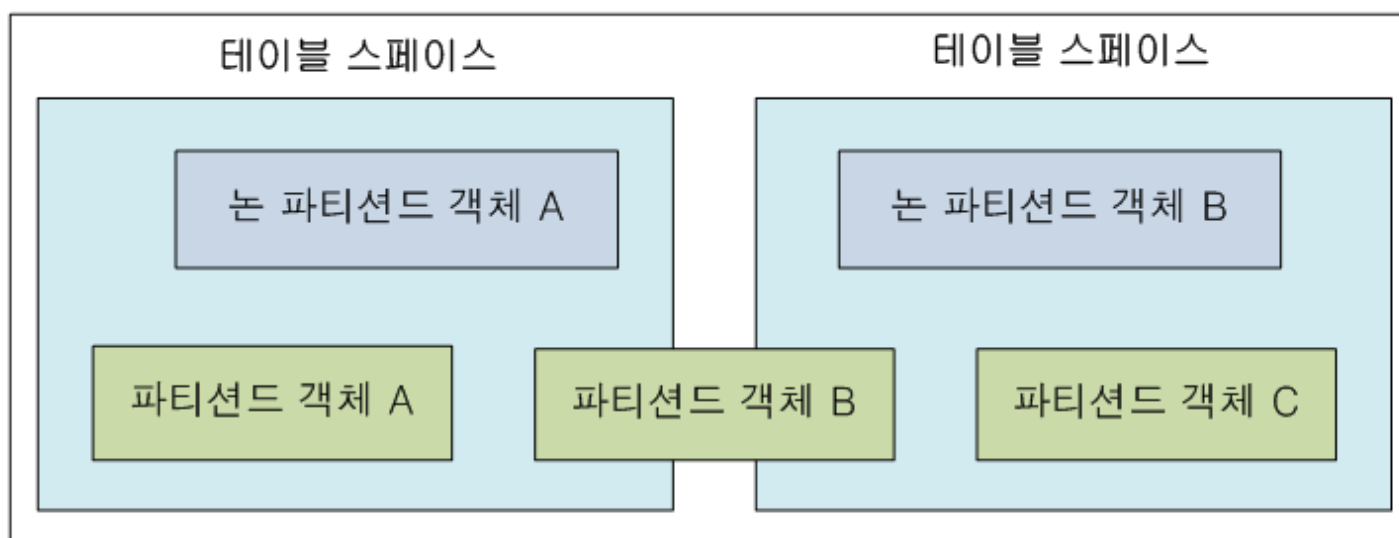 테이블 스페이스
테이블 스페이스
논 파티션드 객체 A
논 파티션드 객체 B
파티션드 객체 A
파티션드 객체 B
파티션드 객체 C